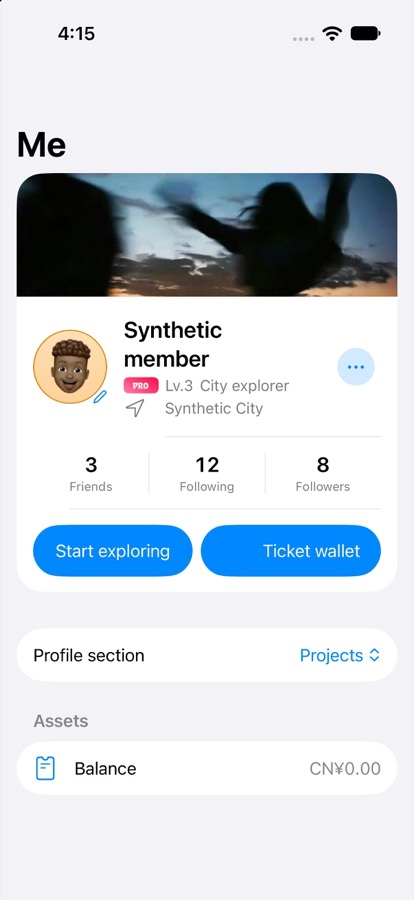 4:15
Me
Synthetic
member
PRO Lv.3 City explorer
Synthetic City
3 12 8
Friends Following Followers
Start exploring Ticket wallet
Profile section Projects
Assets
Balance CN¥0.00